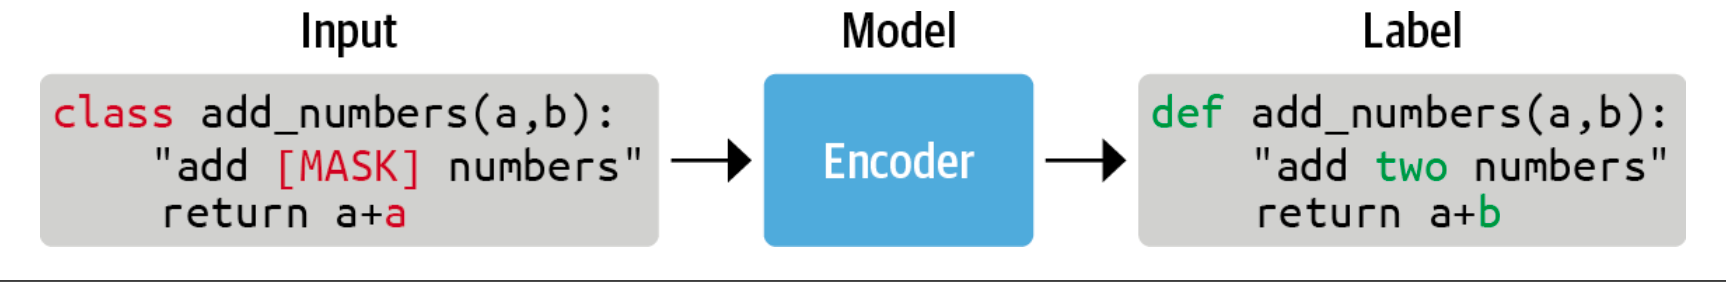 Input
class add_numbers(a,b):
"add [MASK] numbers"
return a+a
Model
Encoder
Label
def add_numbers(a,b):
"add two numbers"
return a+b